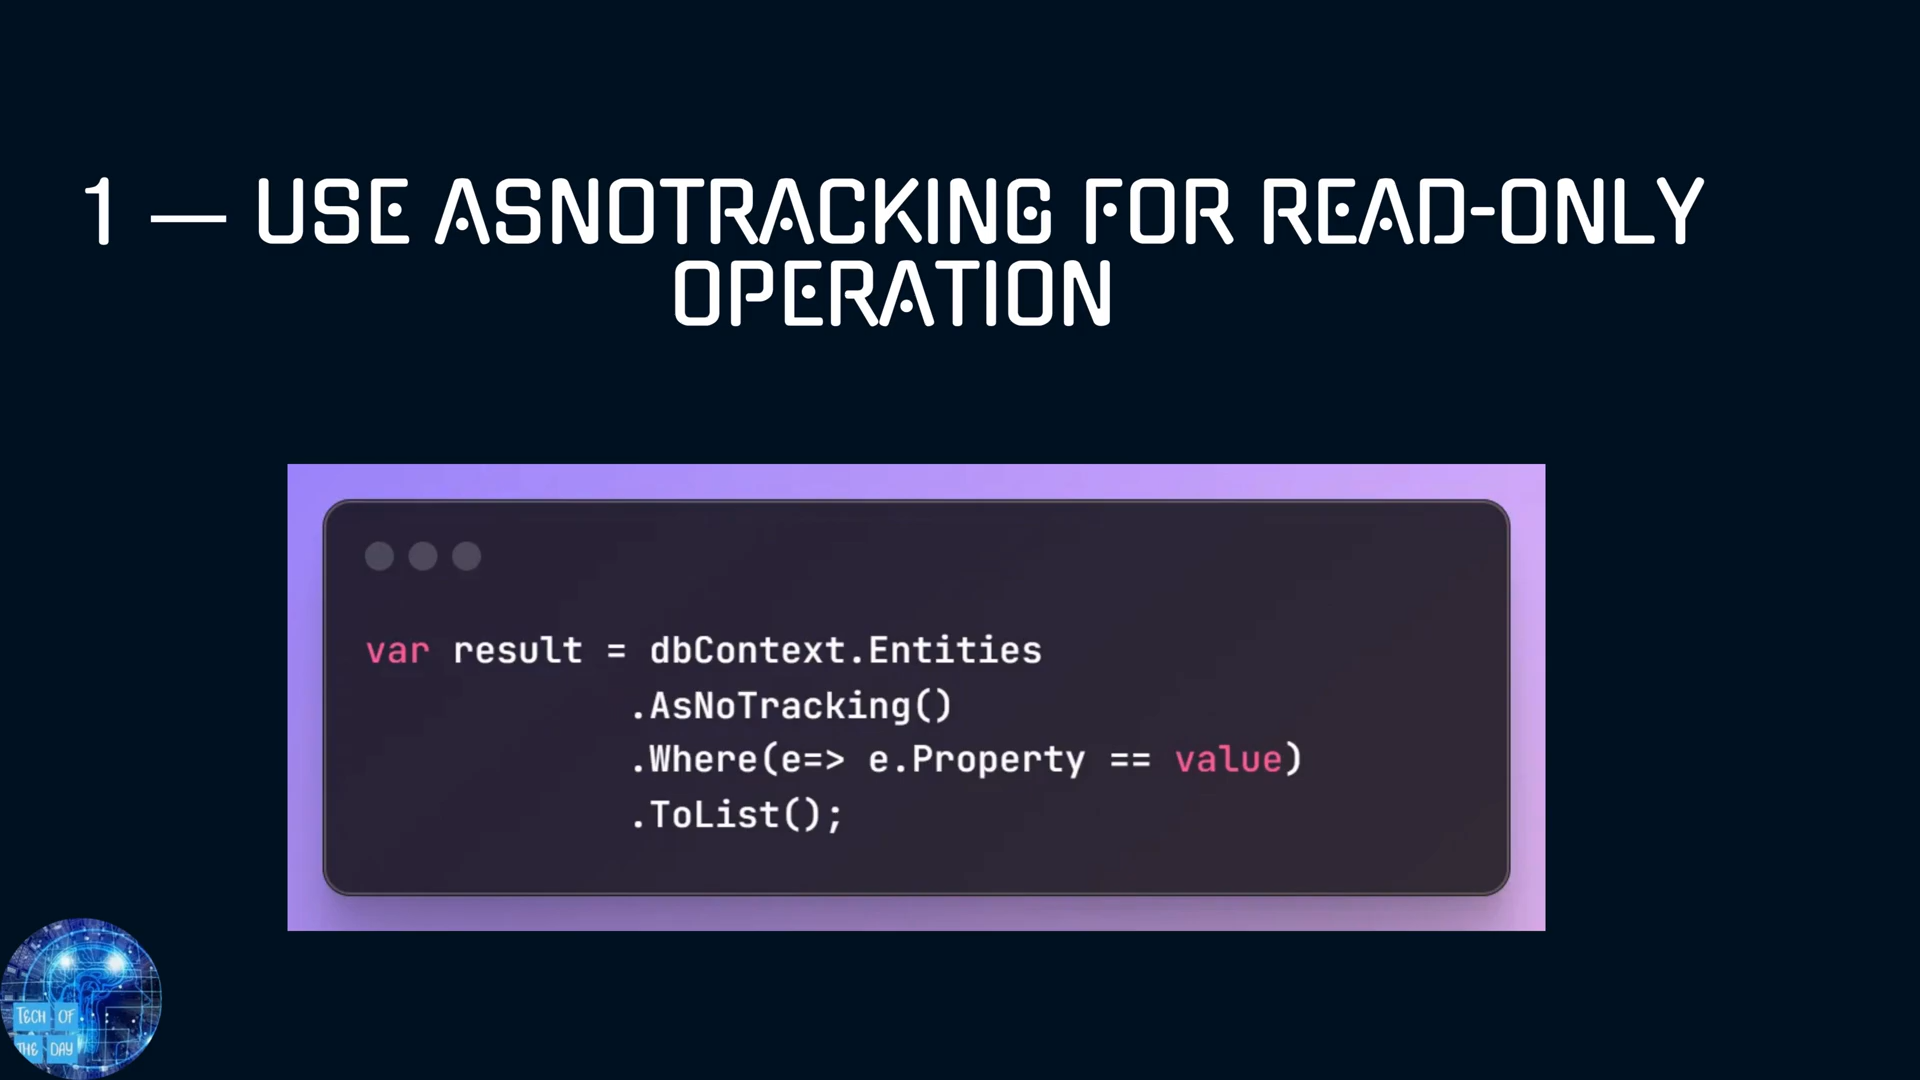 1 — USE ASNOTRACKING FOR READ-ONLY
OPERATION
var result = dbContext.Entities
.AsNoTracking()
.Where(e=> e.Property == value)
.ToList();
TECH OF
THE DAY